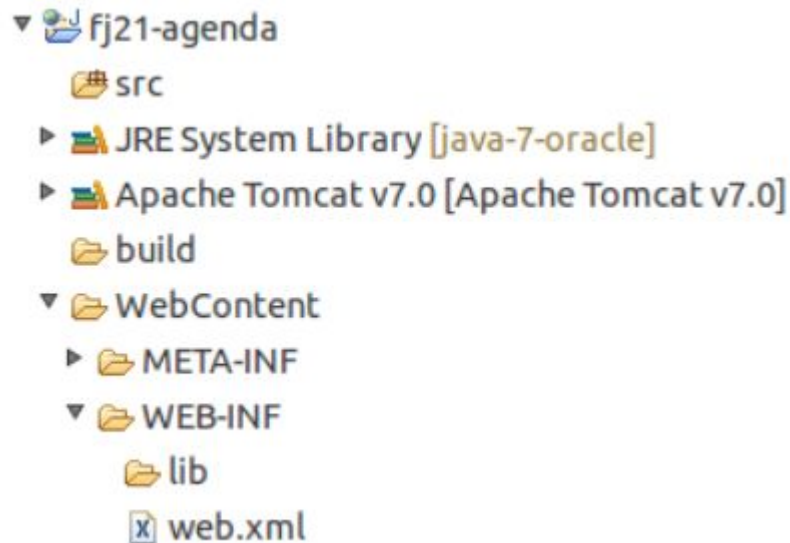 fj21-agenda
src
JRE System Library [java-7-oracle]
Apache Tomcat v7.0 [Apache Tomcat v7.0]
build
WebContent
META-INF
WEB-INF
lib
web.xml